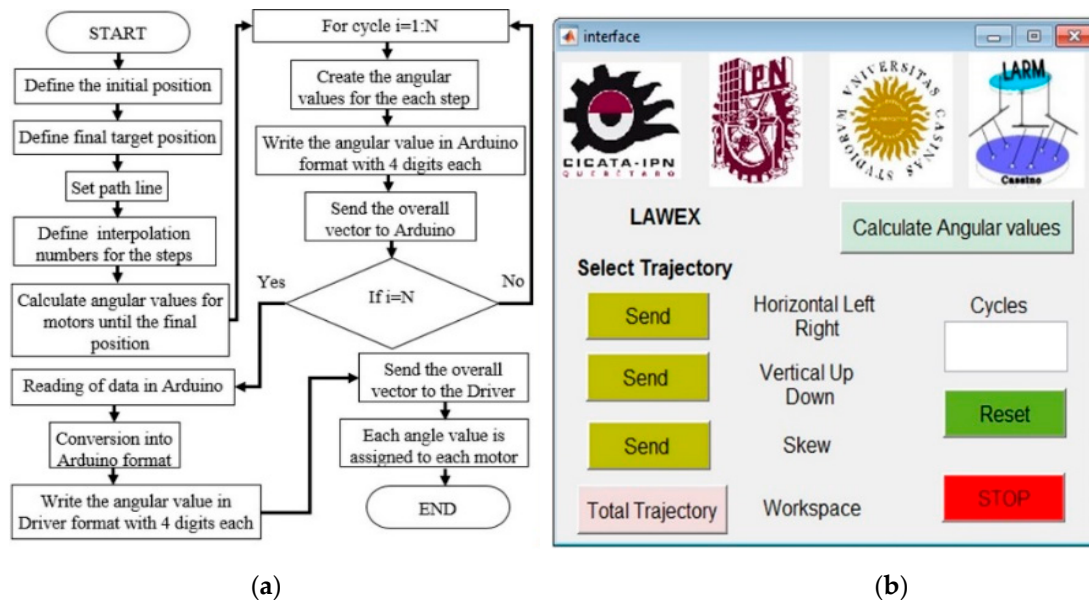 START
Define the initial position
Define final target position
Set path line
Define interpolation
numbers for the steps
Calculate angular values for
motors until the final
position
For cycle i=1:N
Create the angular
values for the each step
Write the angular value in Arduino
format with 4 digits each
Send the overall
vector to Arduino
Yes
If i=N
No
Reading of data in Arduino
Conversion into
Arduino format
Write the angular value in
Driver format with 4 digits each
Send the overall
vector to the Driver
Each angle value is
assigned to each motor
END
(a)
interface
CICATA-IPN
QUERÉTARO
IPN
UNIVERSITAS CASINAS STUDIORUM
LARM
Cassino
LAWEX
Calculate Angular values
Select Trajectory
Send
Horizontal Left
Right
Cycles
Send
Vertical Up
Down
Reset
Send
Skew
Total Trajectory
Workspace
STOP
(b)